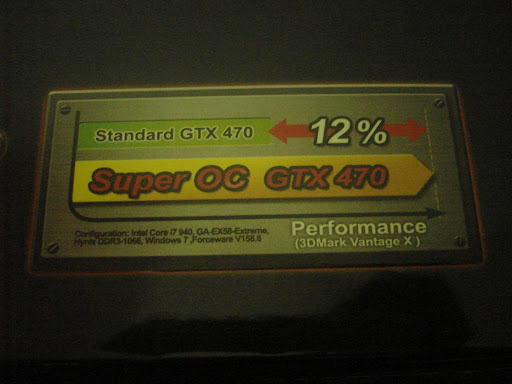 Standard GTX 470
12%
Super OC GTX 470
Configuration: Intel Core i7 940, GA-EX58-Extreme,
Hynix DDR3-1066, Windows 7 ,Forceware V156.6
Performance
(3DMark Vantage X )